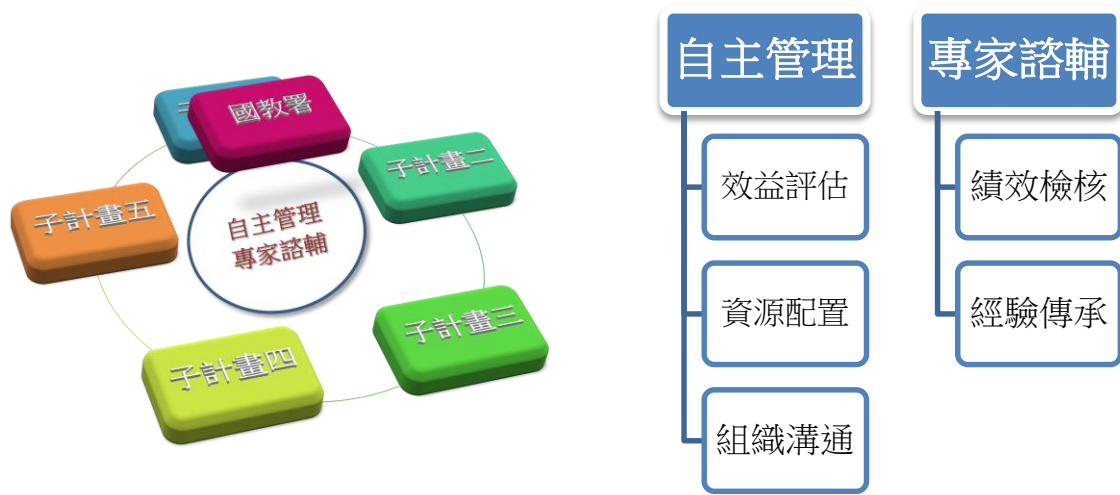 國教署
子計畫二
子計畫三
子計畫四
子計畫五
自主管理
專家諮輔
自主管理
效益評估
資源配置
組織溝通
專家諮輔
績效檢核
經驗傳承